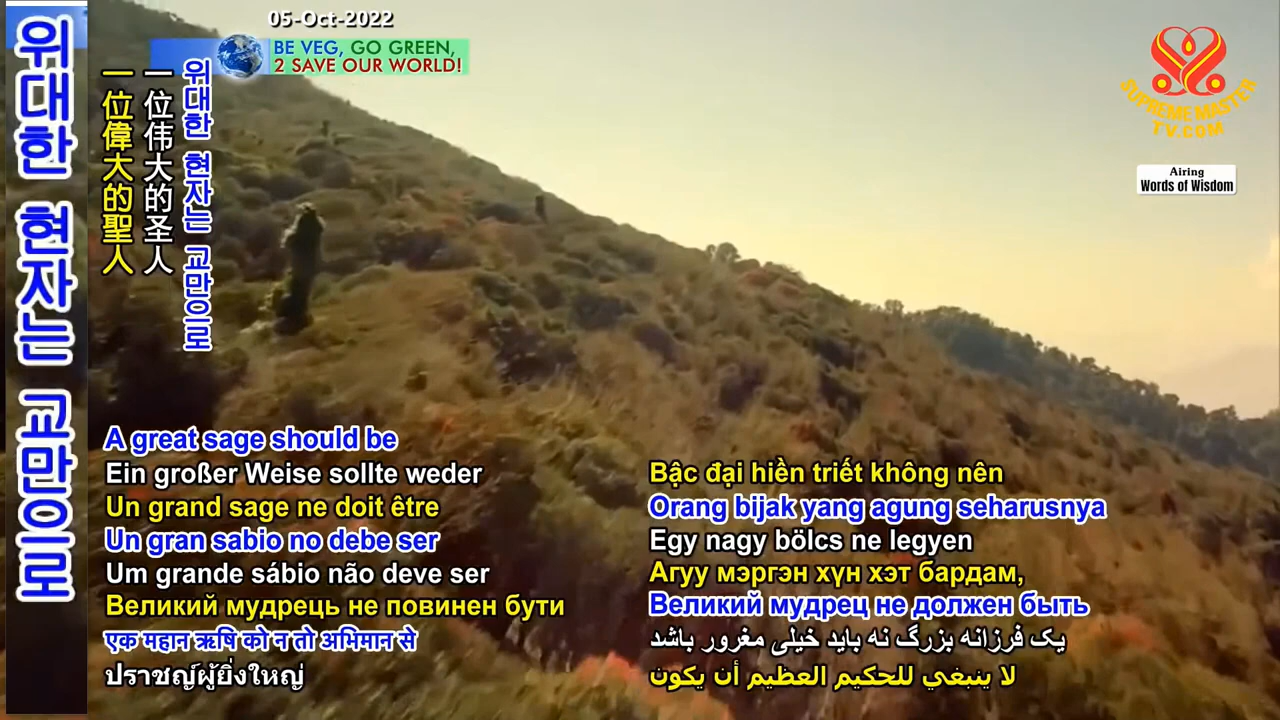 위대한 현자는 교만으로
05-Oct-2022
BE VEG, GO GREEN,
2 SAVE OUR WORLD!
一位偉大的聖人
一位伟大的圣人
위대한 현자는 교만으로
SUPREME MASTER
TV.COM
Airing
Words of Wisdom
A great sage should be
Ein großer Weise sollte weder
Un grand sage ne doit être
Un gran sabio no debe ser
Um grande sábio não deve ser
Великий мудрець не повинен бути
एक महान ऋषि को न तो अभिमान से
ปราชญ์ผู้ยิ่งใหญ่
Bậc đại hiền triết không nên
Orang bijak yang agung seharusnya
Egy nagy bölcs ne legyen
Агуу мэргэн хүн хэт бардам,
Великий мудрец не должен быть
یک فرزانه بزرگ نه باید خیلی مغرور باشد
لا ينبغي للحكيم العظيم أن يكون